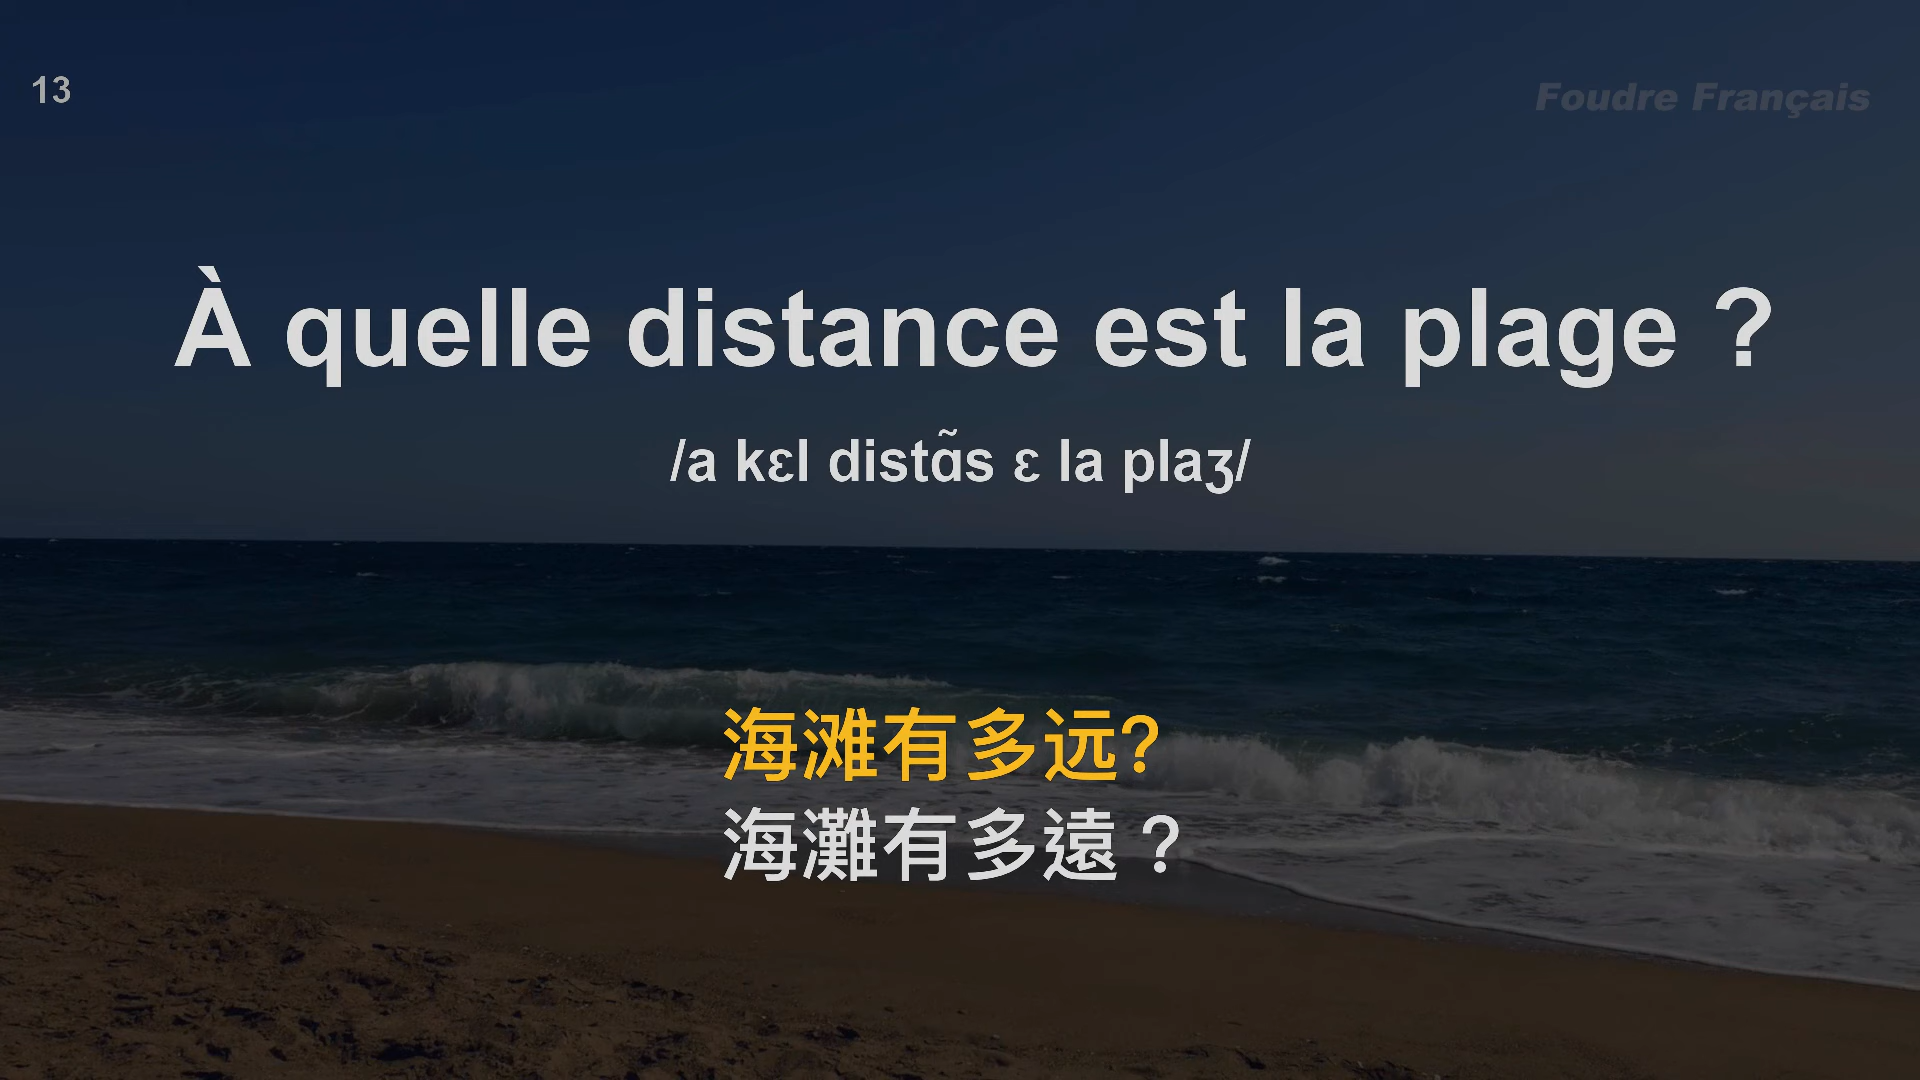 13
Foudre Français
À quelle distance est la plage ?
/a kɛl distɑ̃s ɛ la plaʒ/
海滩有多远?
海灘有多遠？